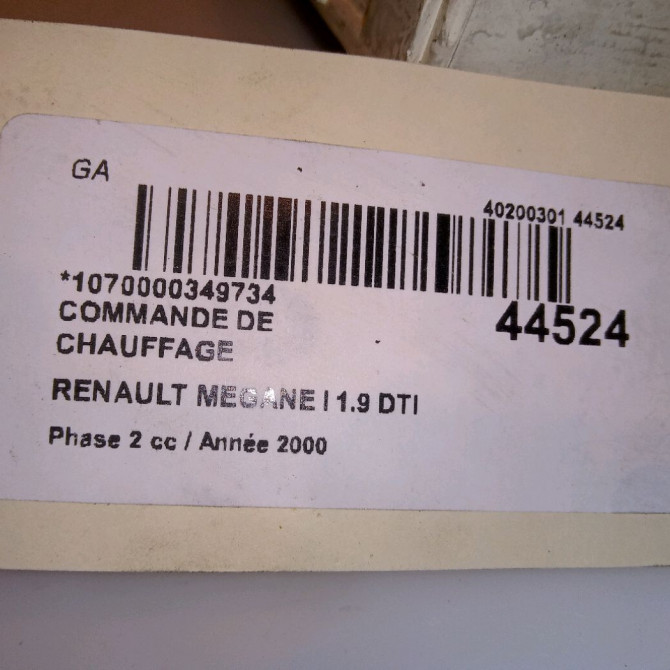 GA
40200301 44524
*1070000349734
44524
COMMANDE DE
CHAUFFAGE
RENAULT MEGANE I 1.9 DTI
Phase 2 cc / Année 2000